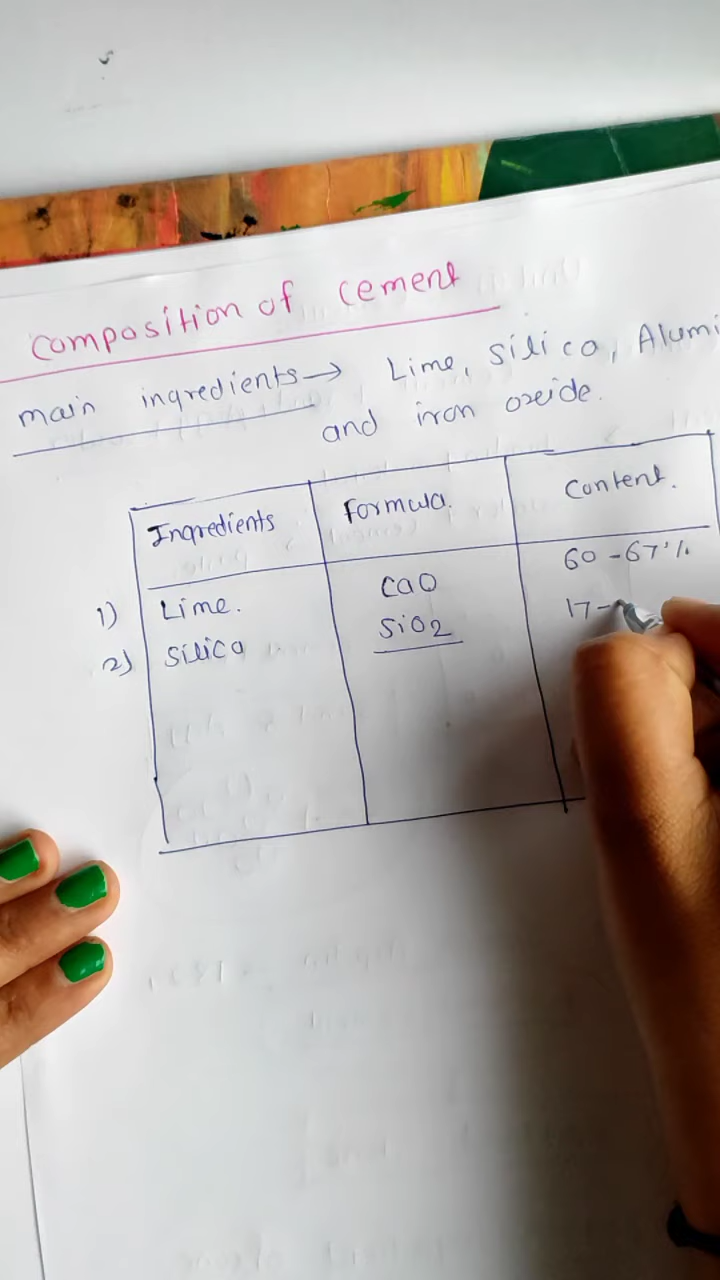 Composition of cement
main ingredients → Lime, Silica, Alumi
and iron oxeide.
Ingredients Formula. Content.
1) Lime. CaO 60-67%
2) Silica SiO2 17-